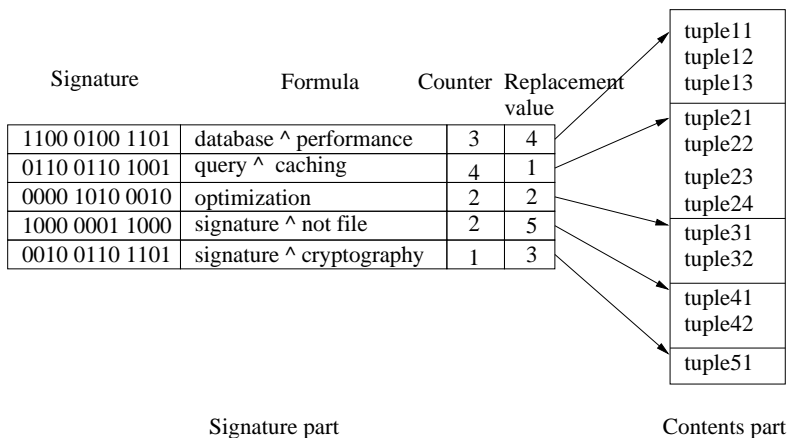 Signature Formula Counter Replacement
value
1100 0100 1101 database ^ performance 3 4
0110 0110 1001 query ^ caching 4 1
0000 1010 0010 optimization 2 2
1000 0001 1000 signature ^ not file 2 5
0010 0110 1101 signature ^ cryptography 1 3
tuple11
tuple12
tuple13
tuple21
tuple22
tuple23
tuple24
tuple31
tuple32
tuple41
tuple42
tuple51
Signature part
Contents part